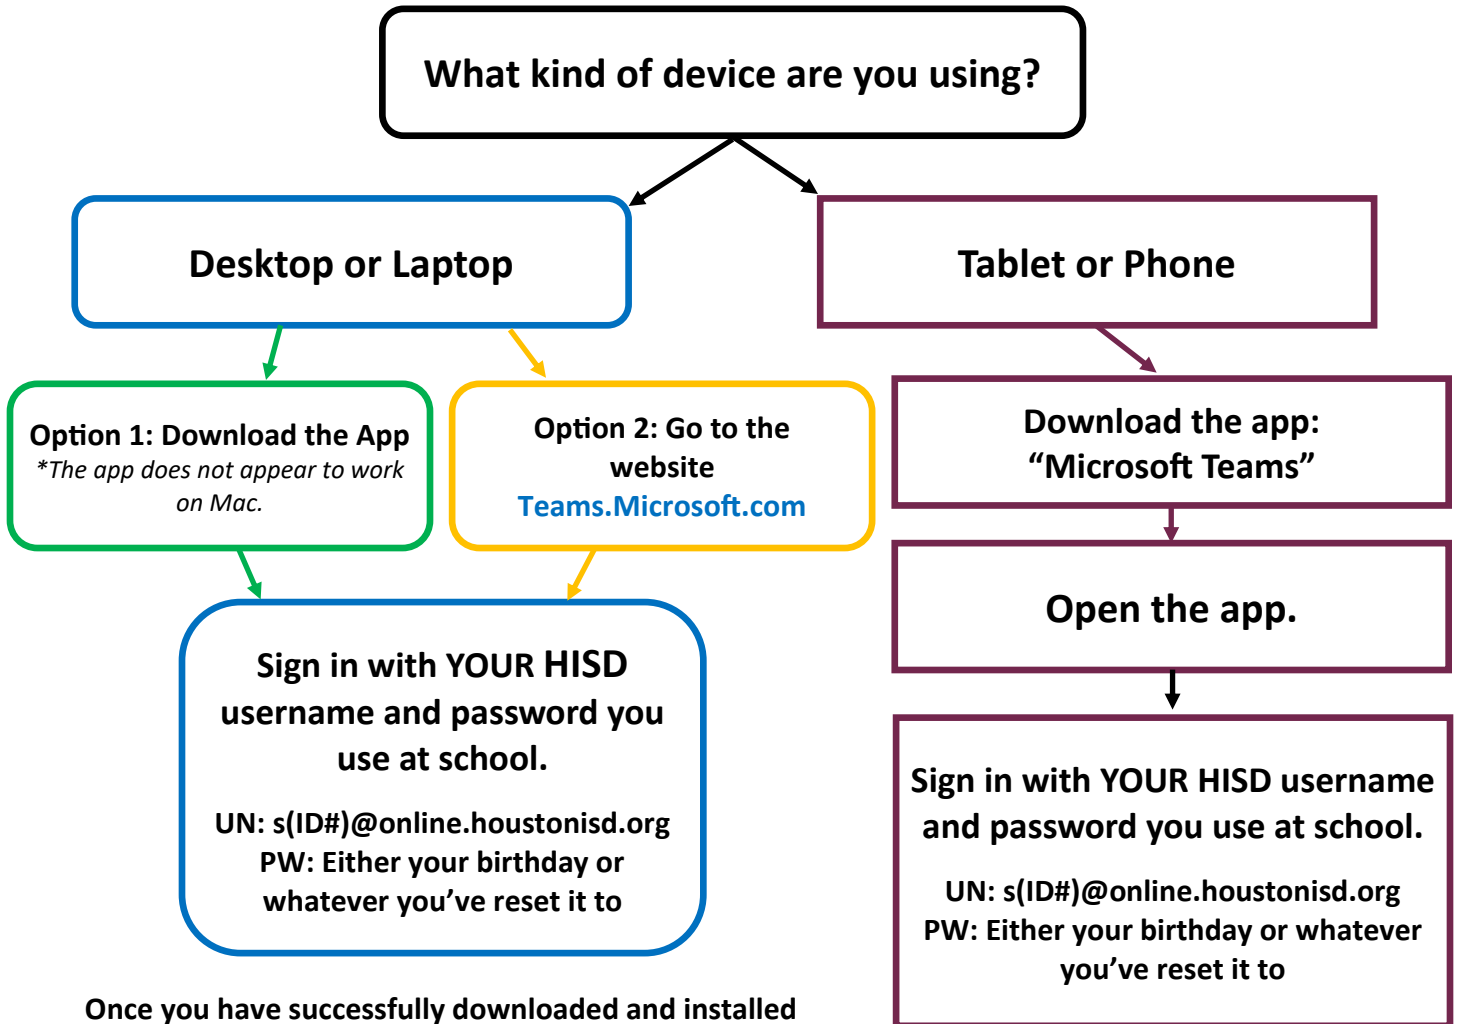 What kind of device are you using?
Desktop or Laptop
Tablet or Phone
Option 1: Download the App
*The app does not appear to work
on Mac.
Option 2: Go to the
website
Teams.Microsoft.com
Download the app:
“Microsoft Teams”
Open the app.
Sign in with YOUR HISD
username and password you
use at school.
UN: s(ID#)@online.houstonisd.org
PW: Either your birthday or
whatever you’ve reset it to
Sign in with YOUR HISD username
and password you use at school.
UN: s(ID#)@online.houstonisd.org
PW: Either your birthday or whatever
you’ve reset it to
Once you have successfully downloaded and installed